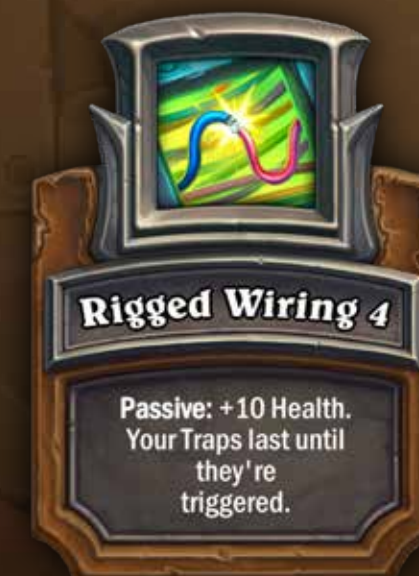 Rigged Wiring 4
Passive: +10 Health.
Your Traps last until
they're
triggered.